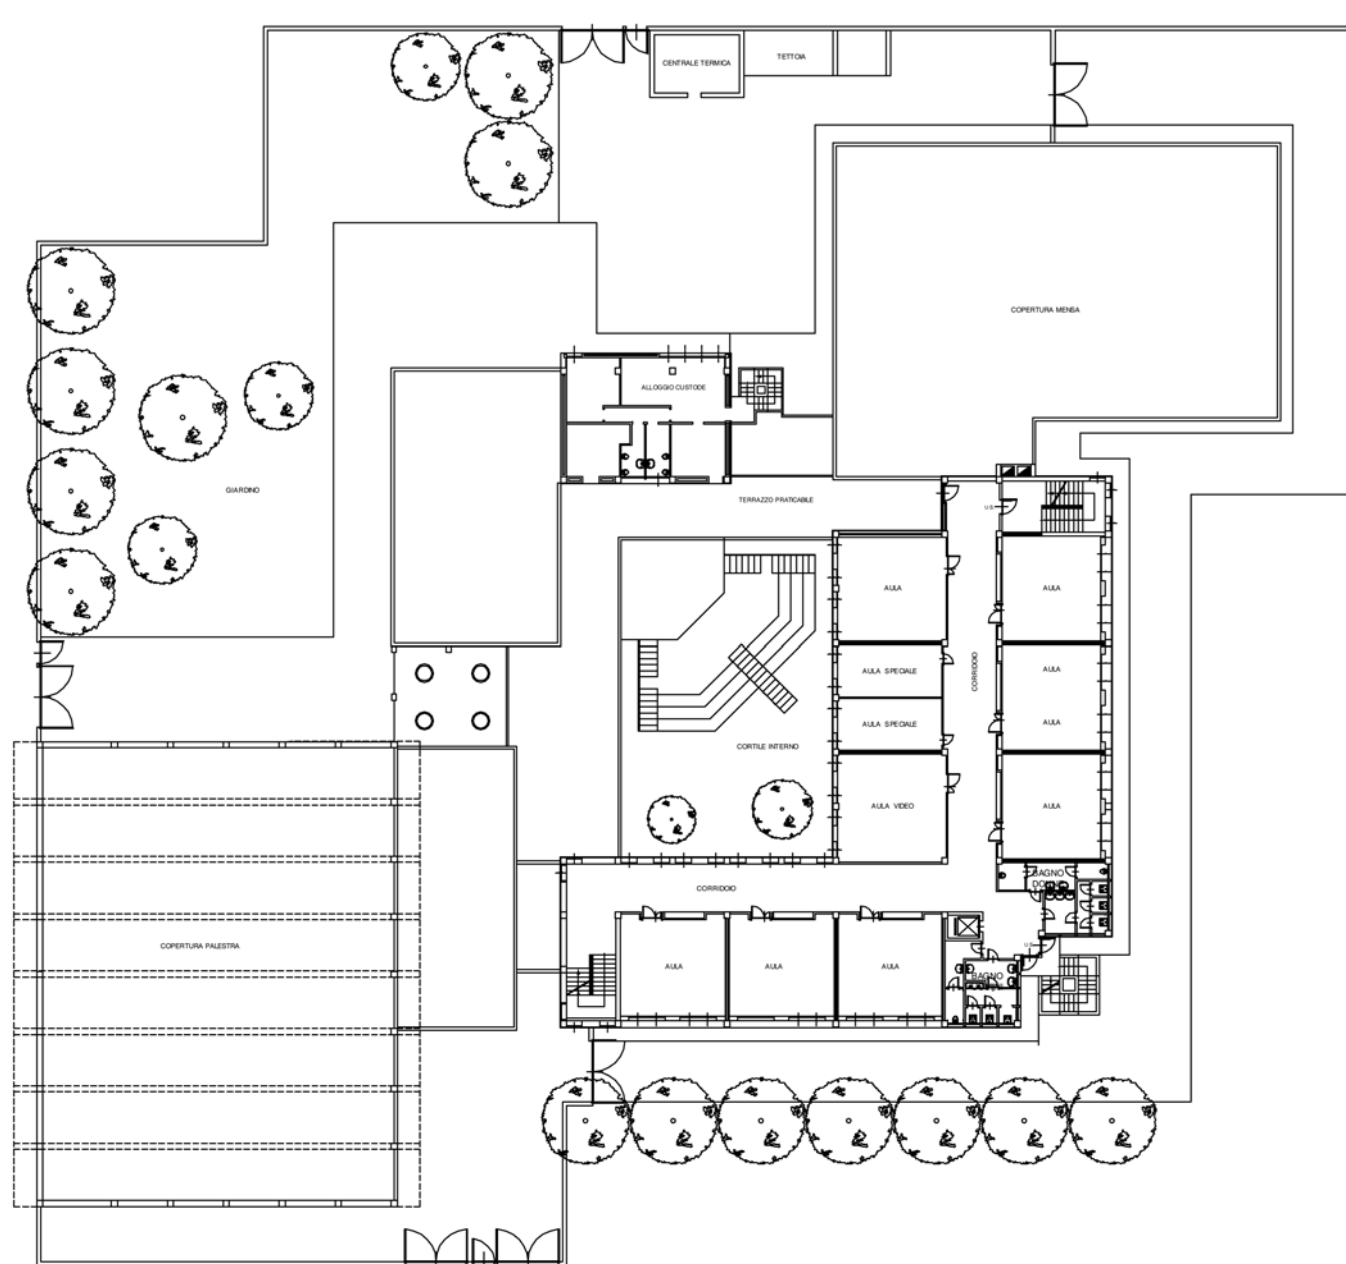 CENTRALE TERMICA
TETTOIA
COPERTURA MENSA
ALLOGGIO CUSTODE
GIARDINO
TERRAZZO PRATICABILE
U.S.
AULA
AULA
CORRIDOIO
AULA SPECIALE
AULA
AULA SPECIALE
AULA
CORTILE INTERNO
AULA VIDEO
AULA
BAGNO
CORRIDOIO
COPERTURA PALESTRA
U.S.
AULA
AULA
AULA
BAGNO